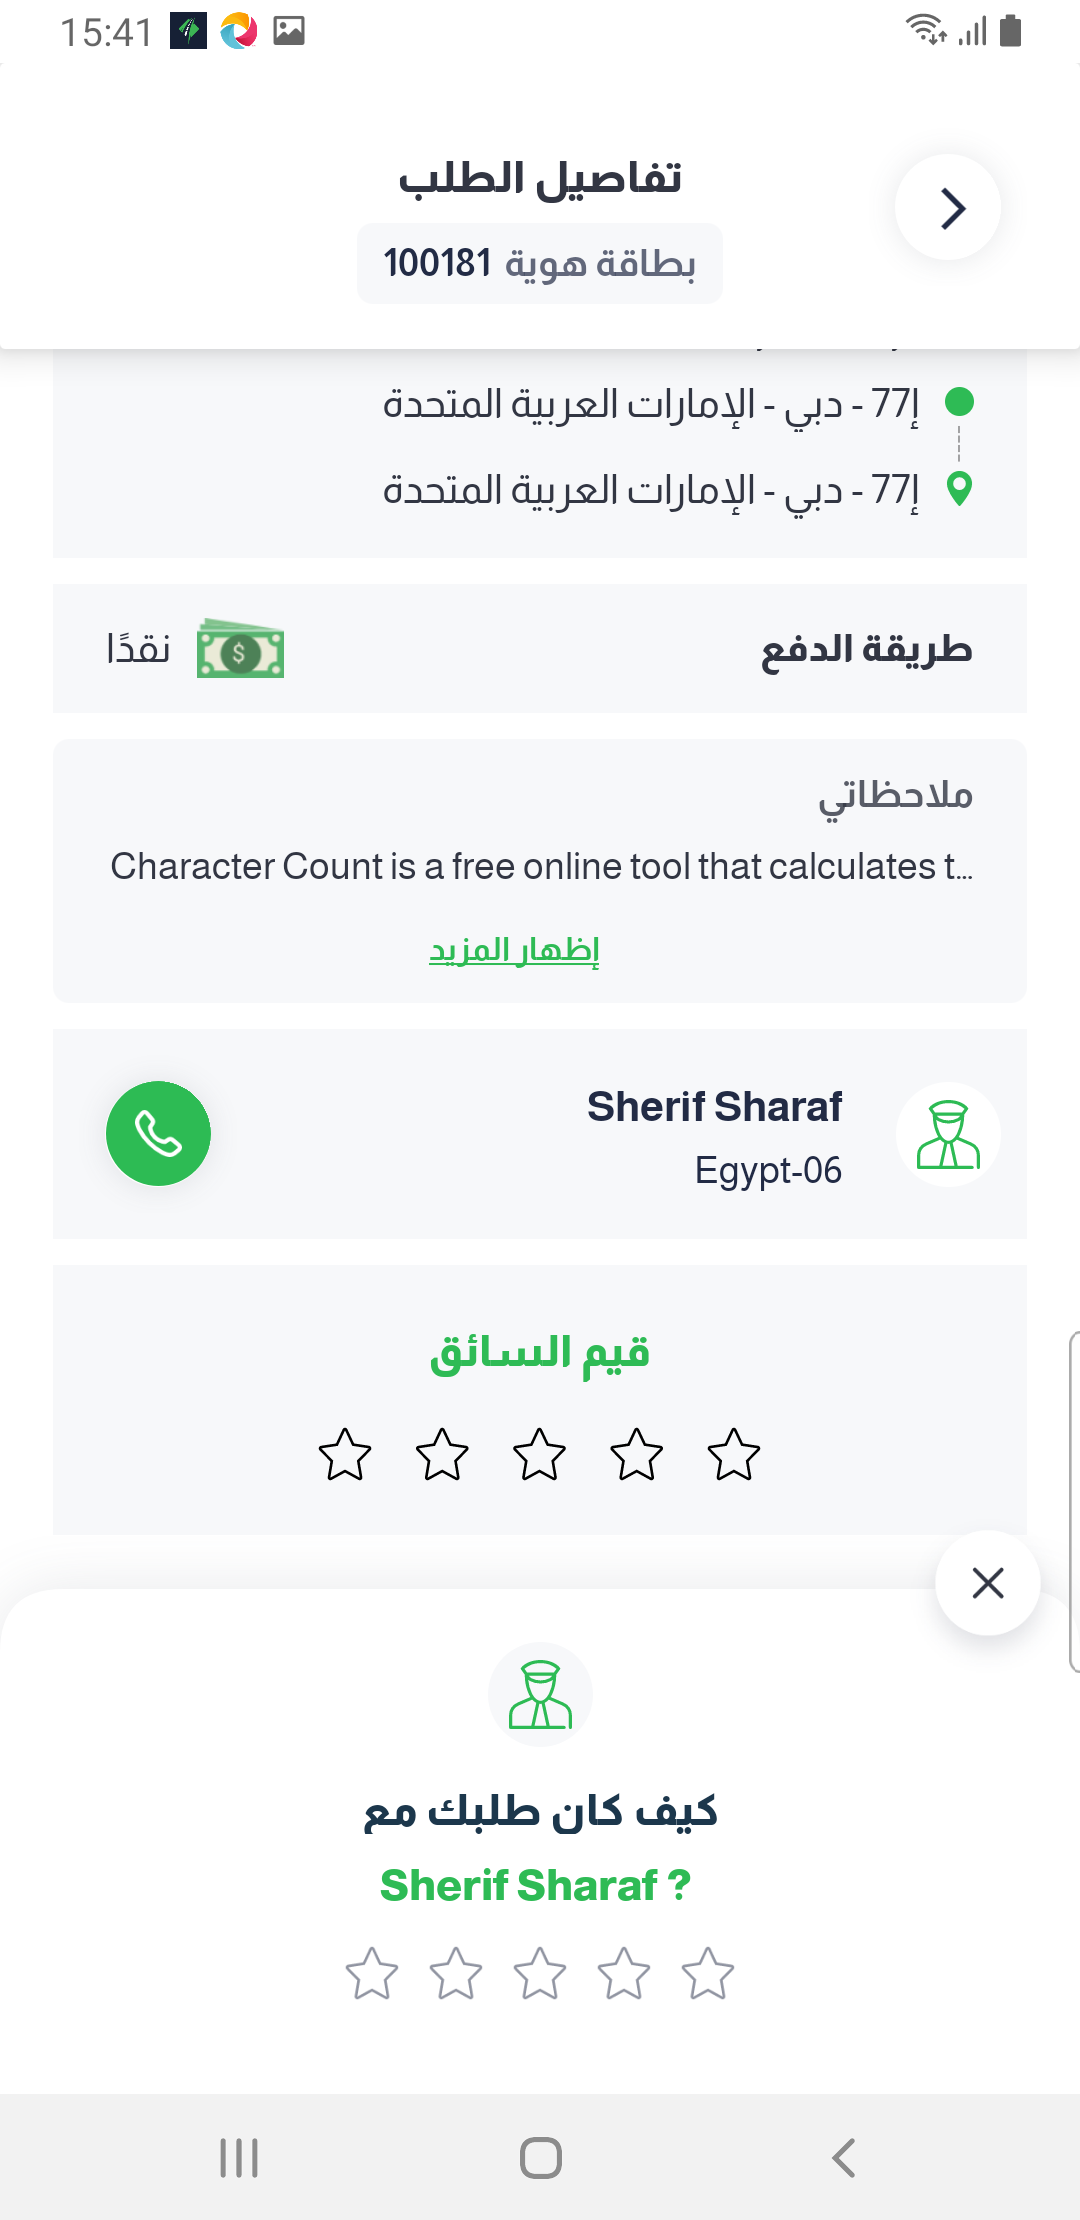 15:41
تفاصيل الطلب
بطاقة هوية 100181
إ77 - دبي - الإمارات العربية المتحدة
إ77 - دبي - الإمارات العربية المتحدة
طريقة الدفع
نقدًا
ملاحظاتي
Character Count is a free online tool that calculates t...
إظهار المزيد
Sherif Sharaf
Egypt-06
قيم السائق
كيف كان طلبك مع
Sherif Sharaf ?